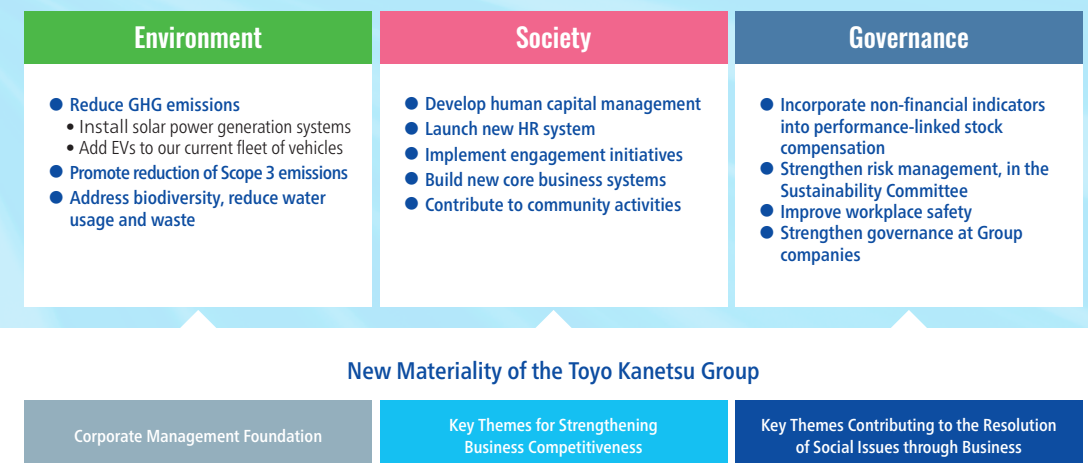 Environment
● Reduce GHG emissions
• Install solar power generation systems
• Add EVs to our current fleet of vehicles
● Promote reduction of Scope 3 emissions
● Address biodiversity, reduce water
usage and waste
Society
● Develop human capital management
● Launch new HR system
● Implement engagement initiatives
● Build new core business systems
● Contribute to community activities
Governance
● Incorporate non-financial indicators
into performance-linked stock
compensation
● Strengthen risk management, in the
Sustainability Committee
● Improve workplace safety
● Strengthen governance at Group
companies
New Materiality of the Toyo Kanetsu Group
Corporate Management Foundation
Key Themes for Strengthening
Business Competitiveness
Key Themes Contributing to the Resolution
of Social Issues through Business